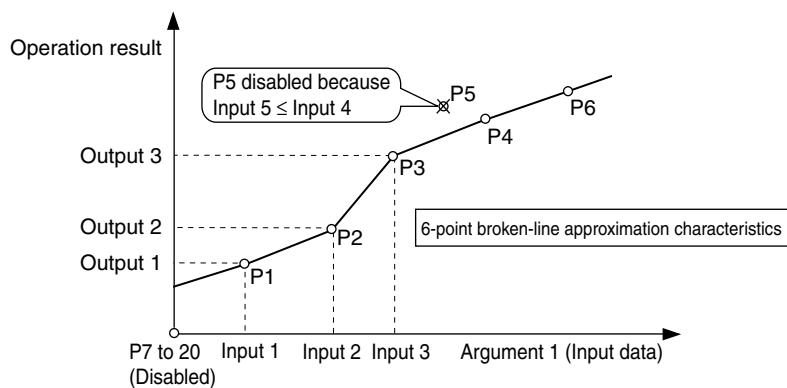 Operation result
P5 disabled because
Input 5 ≤ Input 4
P5
P6
P4
Output 3
P3
Output 2
P2
6-point broken-line approximation characteristics
Output 1
P1
P7 to 20
(Disabled)
Input 1
Input 2
Input 3
Argument 1 (Input data)